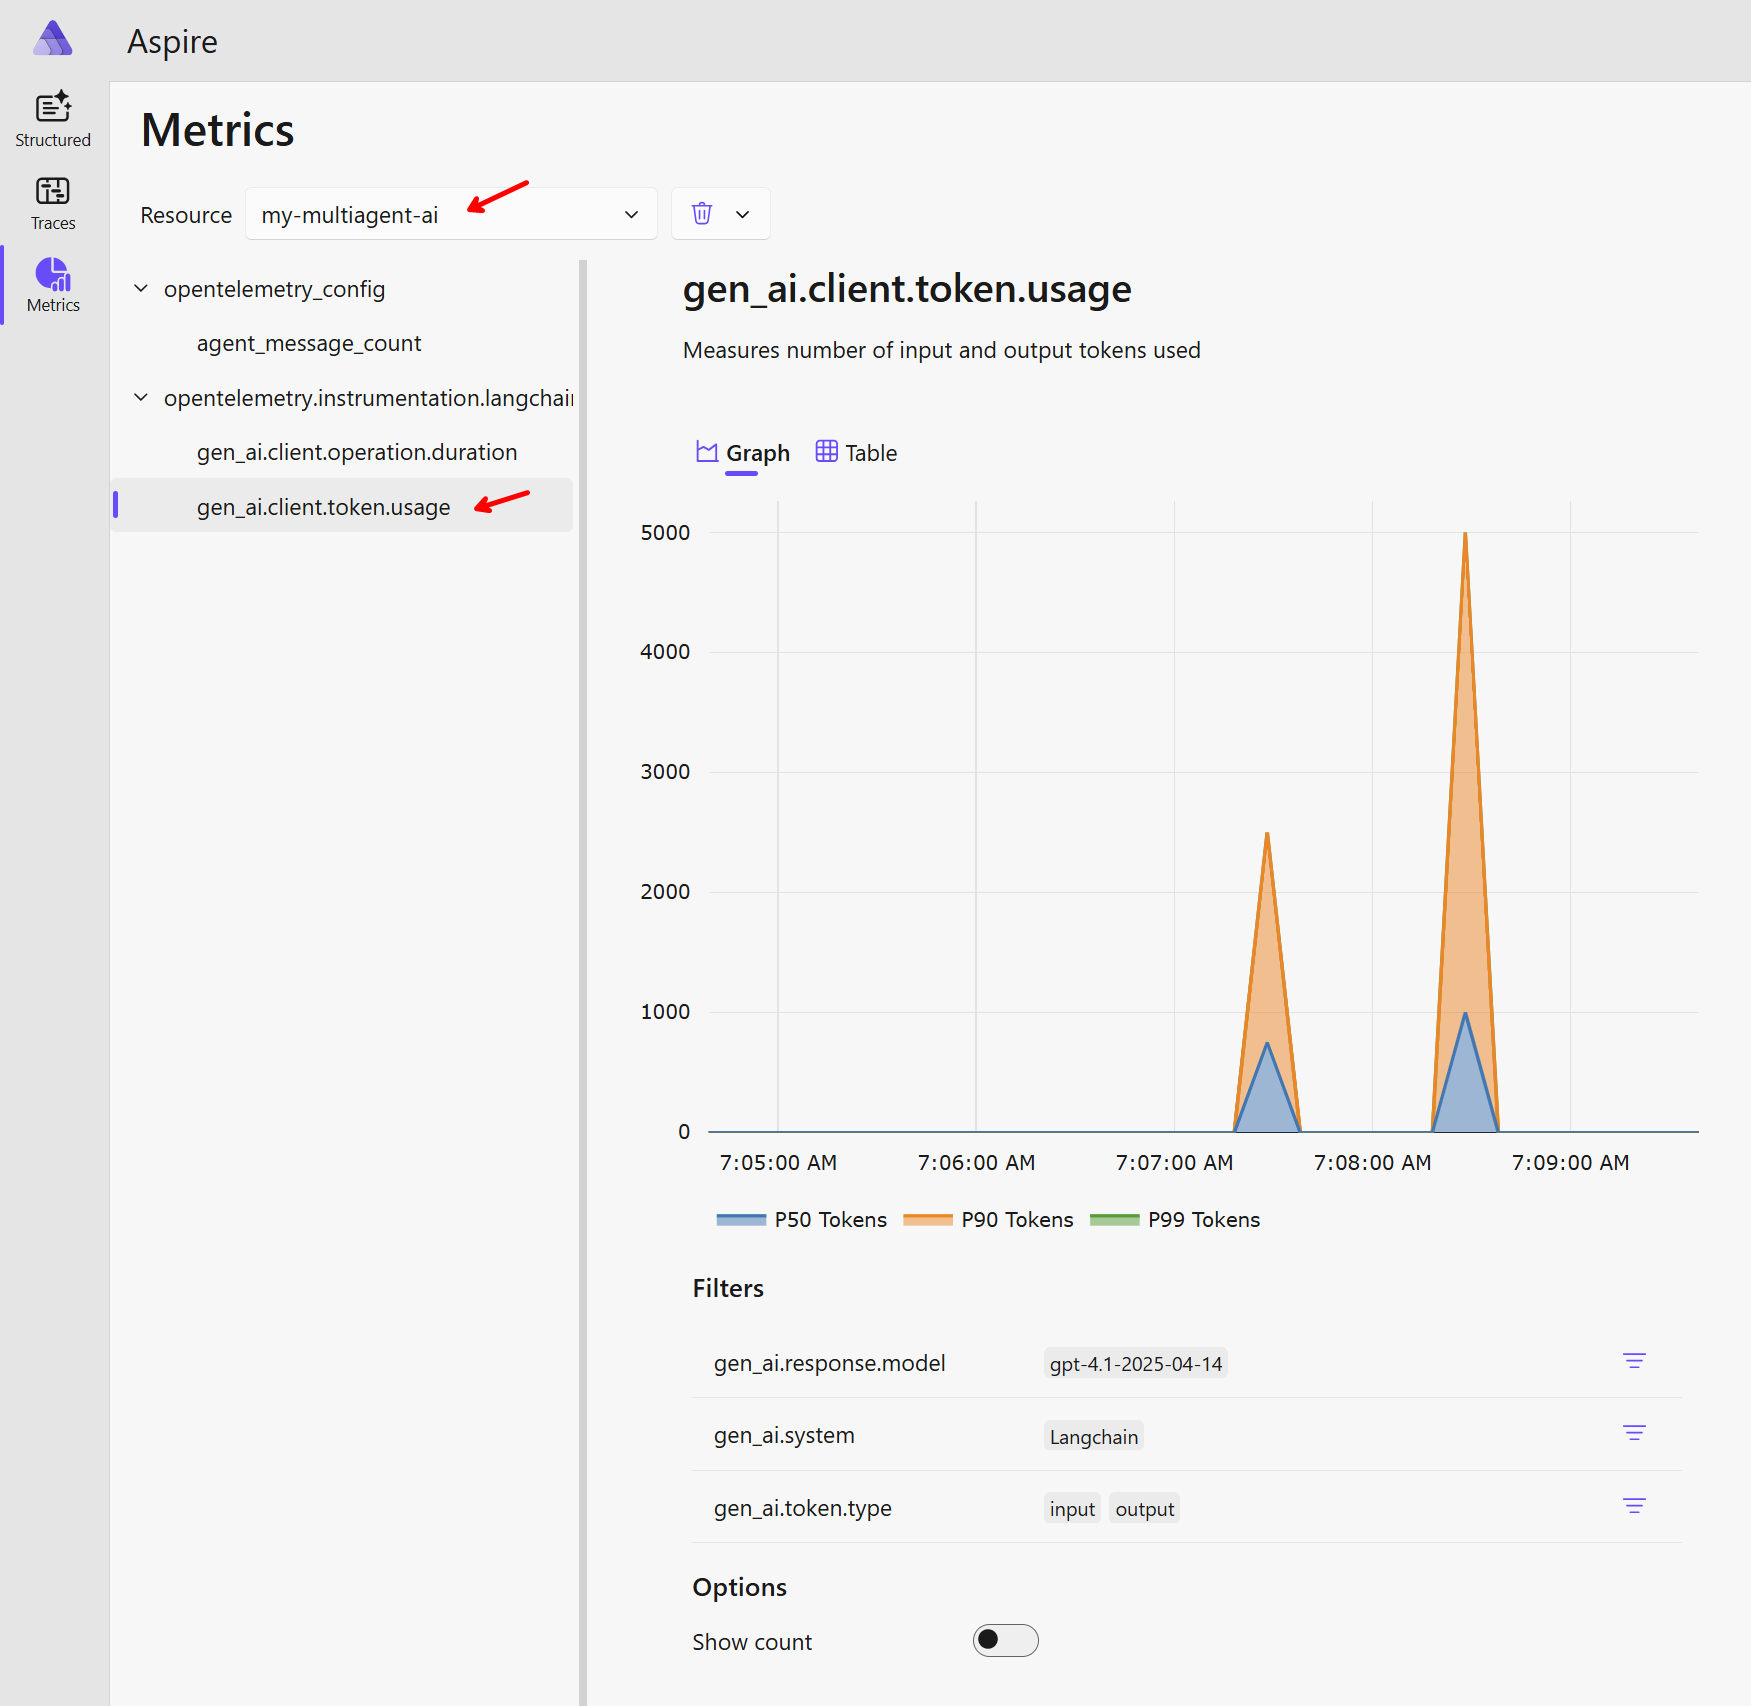 Aspire
Structured
Traces
Metrics
Metrics
Resource my-multiagent-ai
opentelemetry_config
agent_message_count
opentelemetry.instrumentation.langchain
gen_ai.client.operation.duration
gen_ai.client.token.usage
gen_ai.client.token.usage
Measures number of input and output tokens used
Graph Table
5000
4000
3000
2000
1000
0
7:05:00 AM 7:06:00 AM 7:07:00 AM 7:08:00 AM 7:09:00 AM
P50 Tokens P90 Tokens P99 Tokens
Filters
gen_ai.response.model gpt-4.1-2025-04-14
gen_ai.system Langchain
gen_ai.token.type input output
Options
Show count